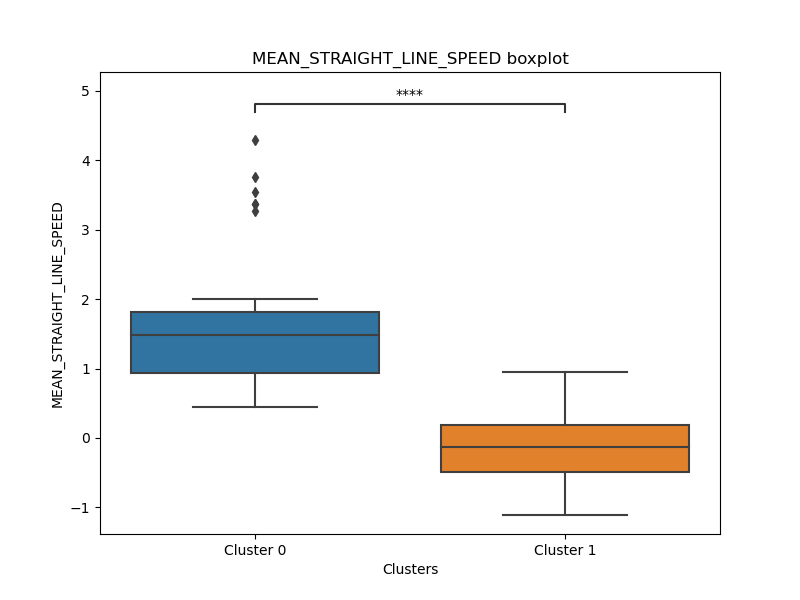 MEAN_STRAIGHT_LINE_SPEED boxplot
****
5
4
3
2
1
0
−1
MEAN_STRAIGHT_LINE_SPEED
Cluster 0
Cluster 1
Clusters